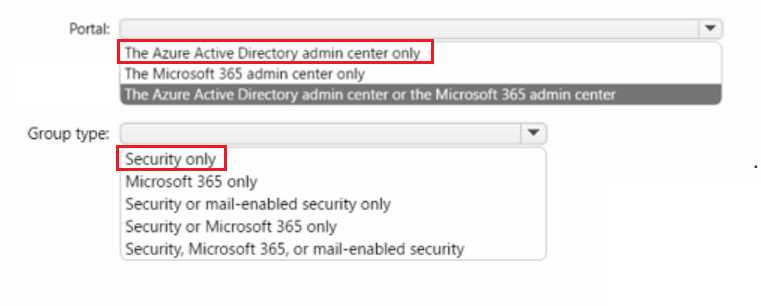 Portal:
The Azure Active Directory admin center only
The Microsoft 365 admin center only
The Azure Active Directory admin center or the Microsoft 365 admin center
Group type:
Security only
Microsoft 365 only
Security or mail-enabled security only
Security or Microsoft 365 only
Security, Microsoft 365, or mail-enabled security
.